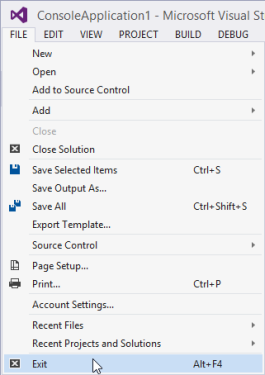 ConsoleApplication1 - Microsoft Visual St
FILE EDIT VIEW PROJECT BUILD DEBUG
New
Open
Add to Source Control
Add
Close
Close Solution
Save Selected Items Ctrl+S
Save Output As...
Save All Ctrl+Shift+S
Export Template...
Source Control
Page Setup...
Print... Ctrl+P
Account Settings...
Recent Files
Recent Projects and Solutions
Exit Alt+F4